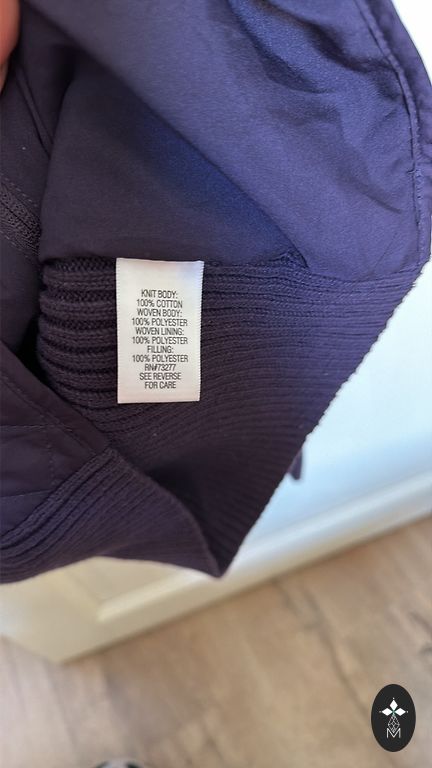 KNIT BODY:
100% COTTON
WOVEN BODY:
100% POLYESTER
WOVEN LINING:
100% POLYESTER
FILLING:
100% POLYESTER
RN#73277
SEE REVERSE
FOR CARE
M